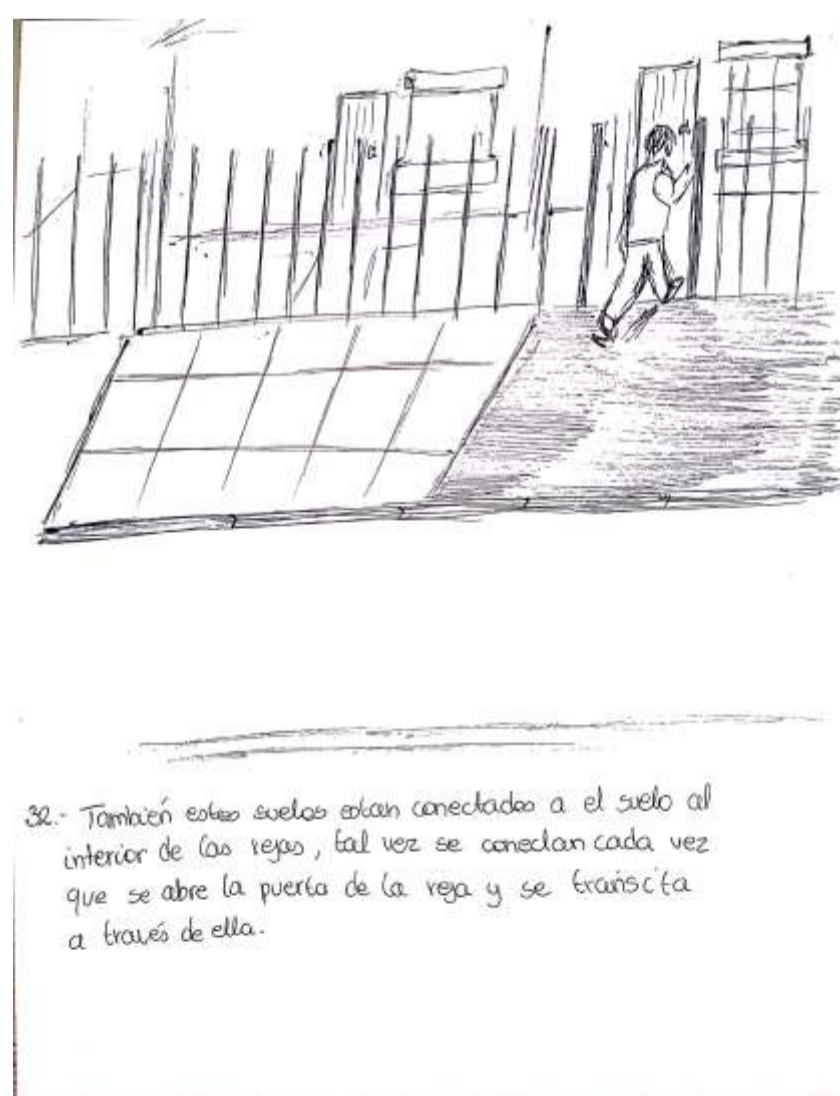 32.- También estos suelos estan conectados a el suelo al
interior de las rejas, tal vez se conectan cada vez
que se abre la puerta de la reja y se transcita
a través de ella.